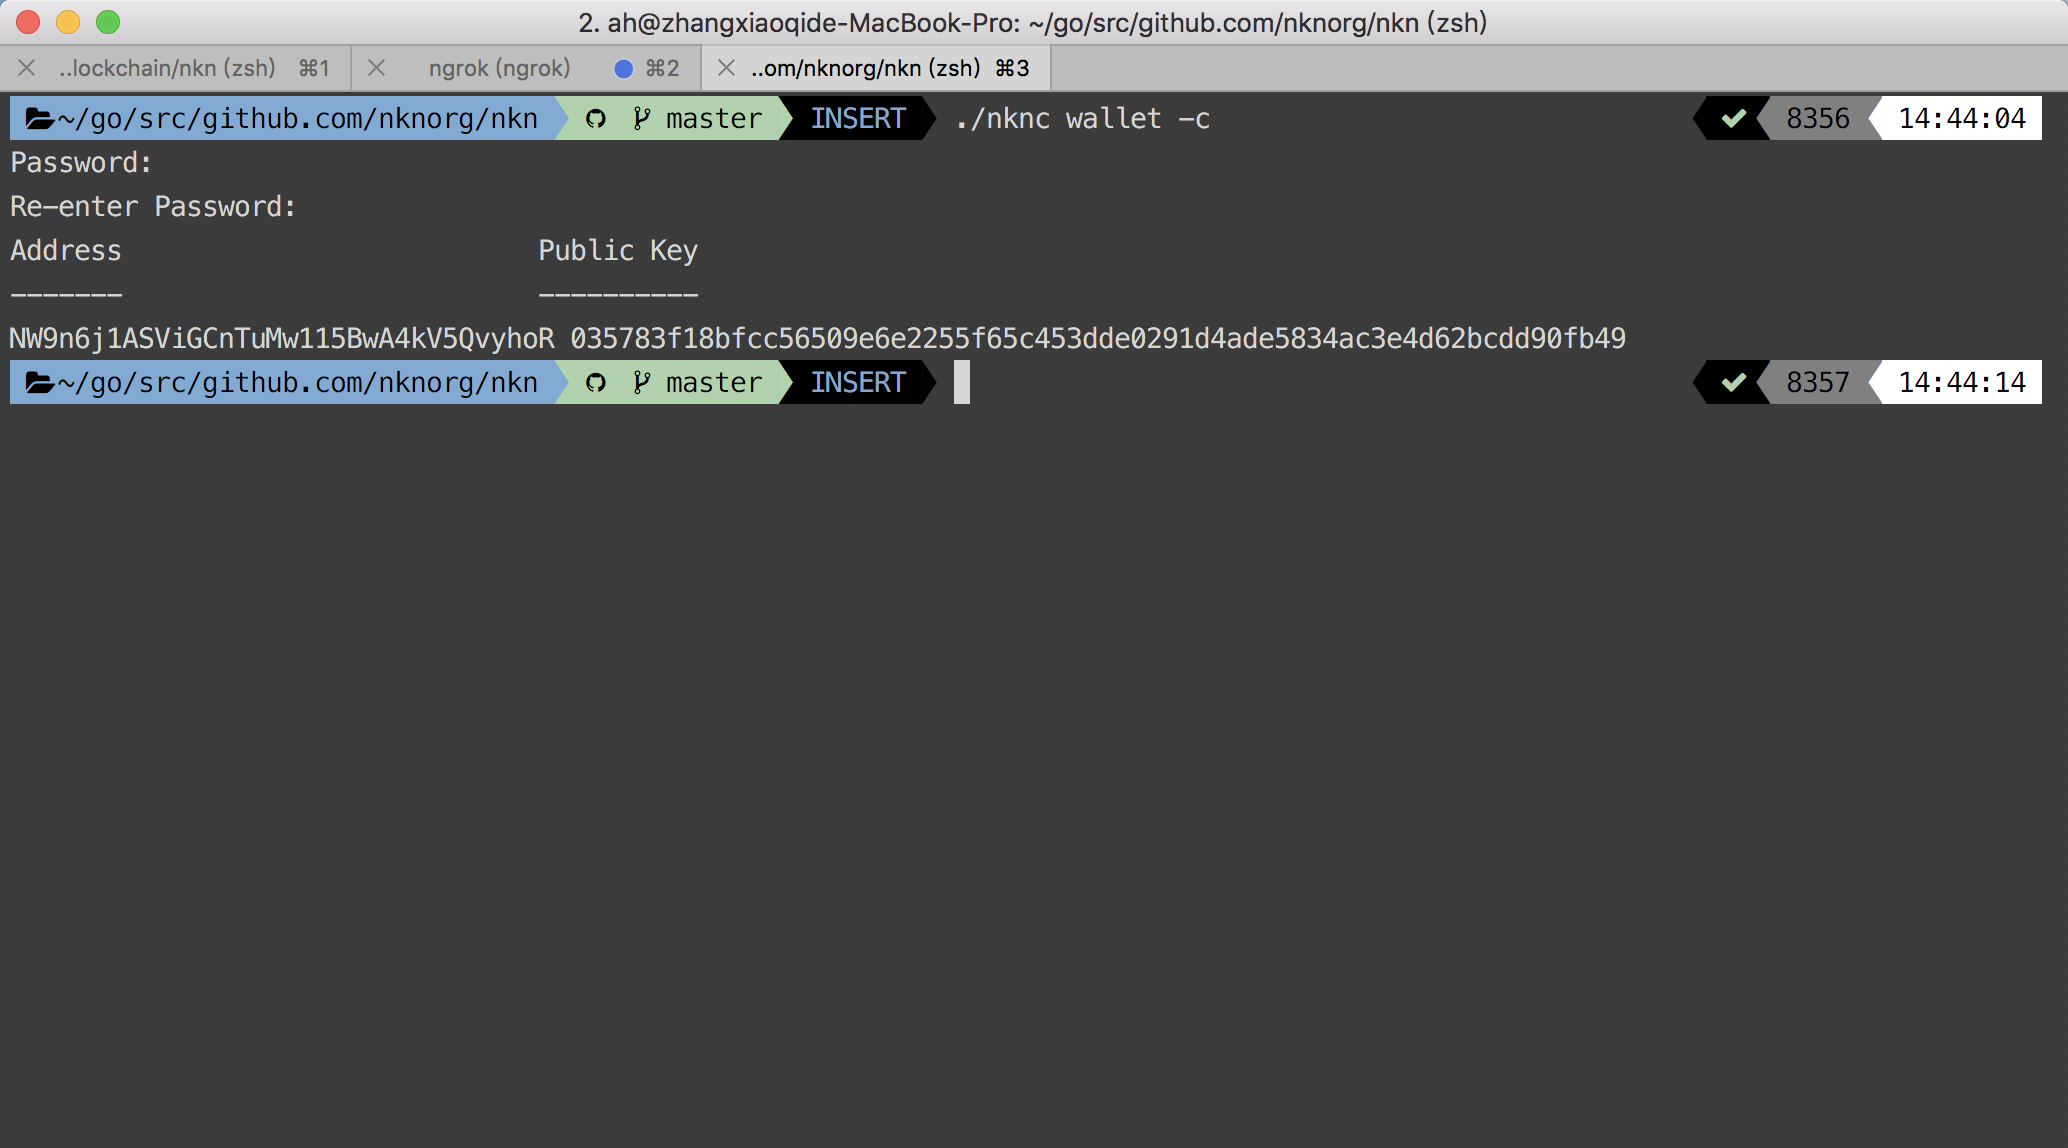 2. ah@zhangxiaoqide-MacBook-Pro: ~/go/src/github.com/nknorg/nkn (zsh)
..lockchain/nkn (zsh) ⌘1 ngrok (ngrok) ⌘2 ..om/nknorg/nkn (zsh) ⌘3
~/go/src/github.com/nknorg/nkn master INSERT ./nknc wallet -c 8356 14:44:04
Password:
Re-enter Password:
Address Public Key
------- ----------
NW9n6j1ASViGCnTuMw115BwA4kV5QvyhoR 035783f18bfcc56509e6e2255f65c453dde0291d4ade5834ac3e4d62bcdd90fb49
~/go/src/github.com/nknorg/nkn master INSERT 8357 14:44:14